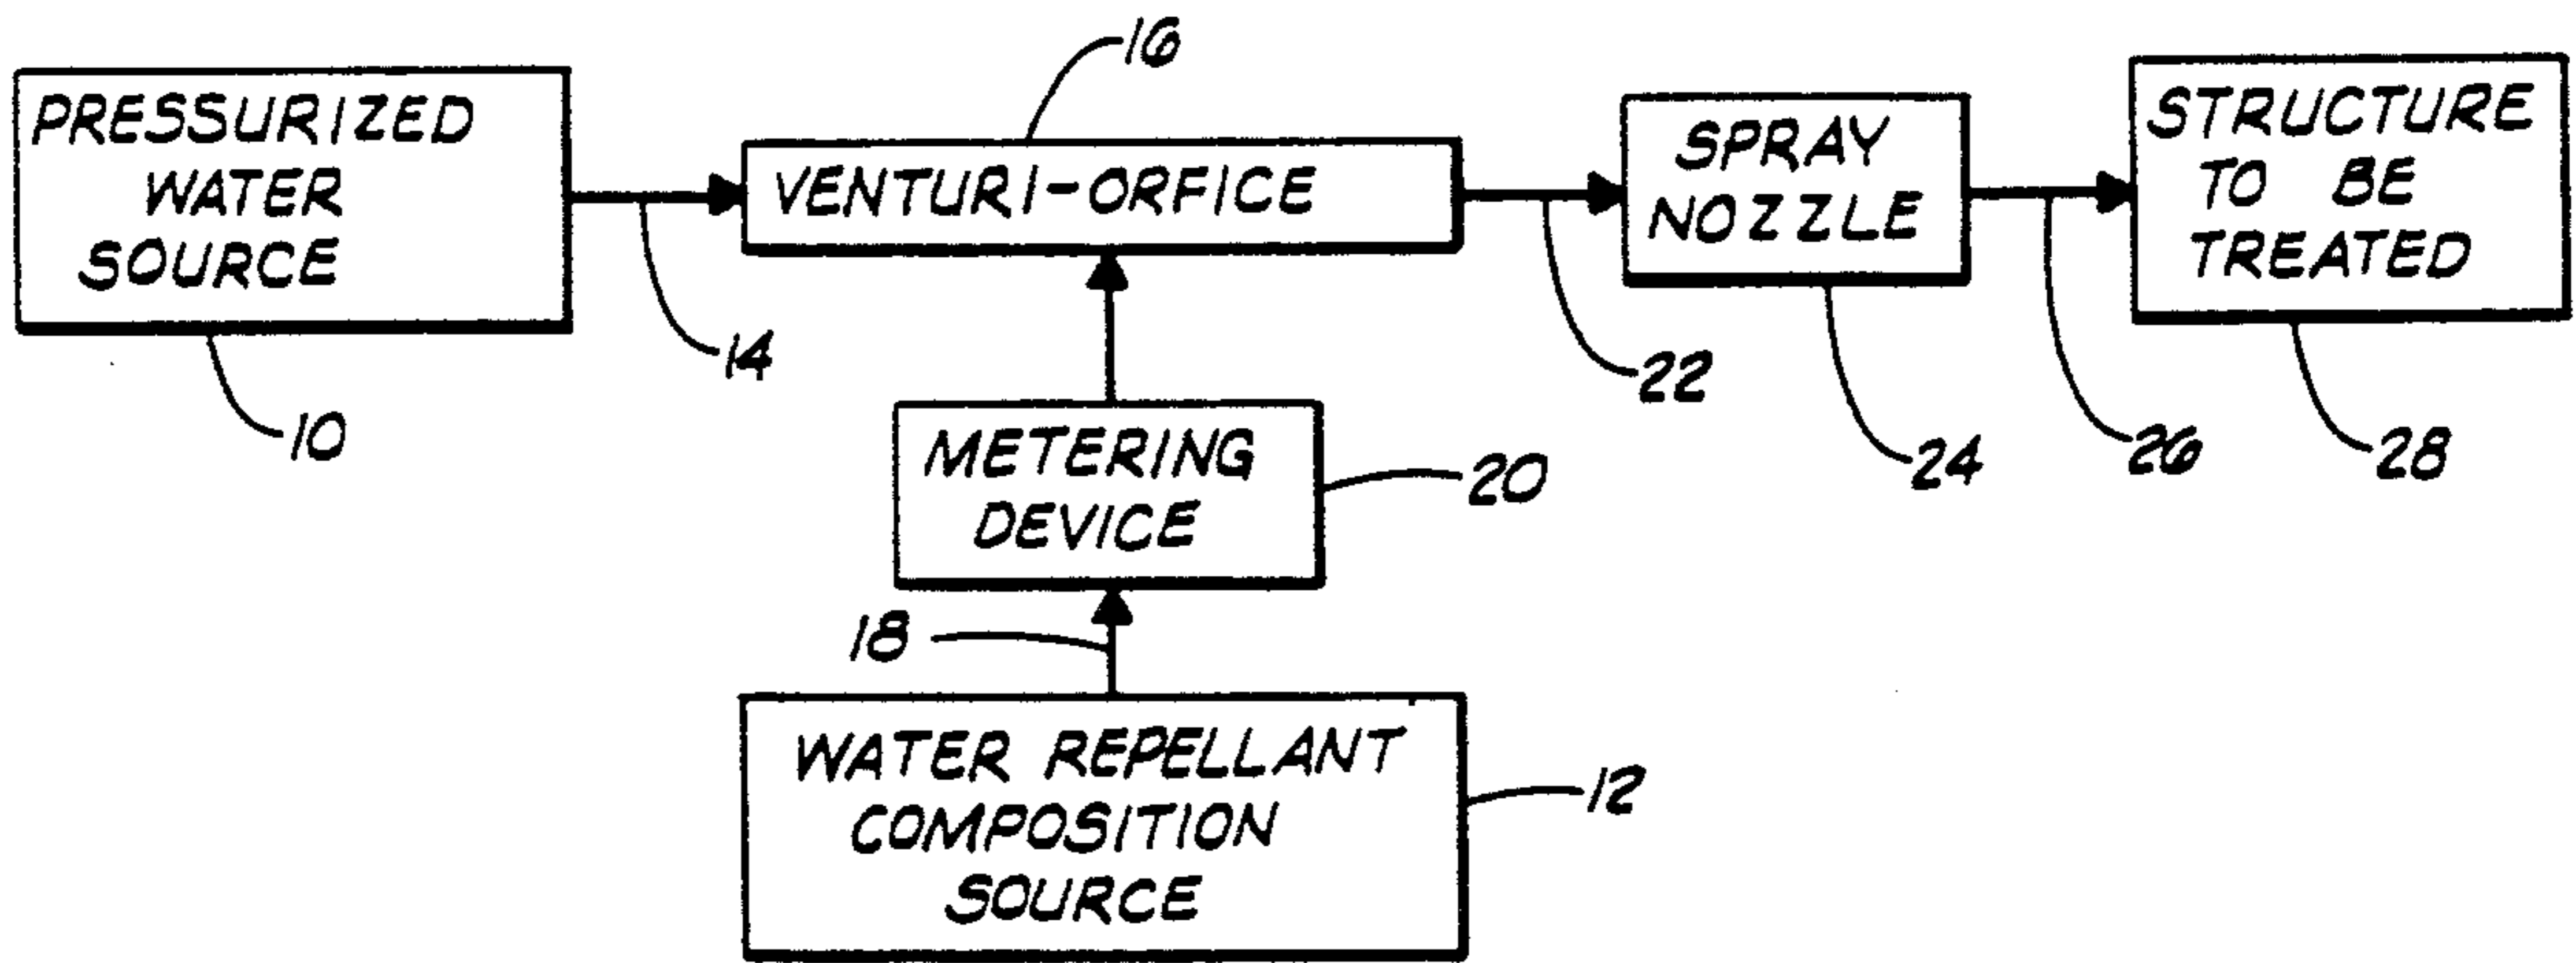 16
PRESSURIZED
WATER
SOURCE
VENTURI-ORFICE
SPRAY
NOZZLE
STRUCTURE
TO BE
TREATED
14
22
10
24
26
28
METERING
DEVICE
20
18
WATER REPELLANT
COMPOSITION
SOURCE
12